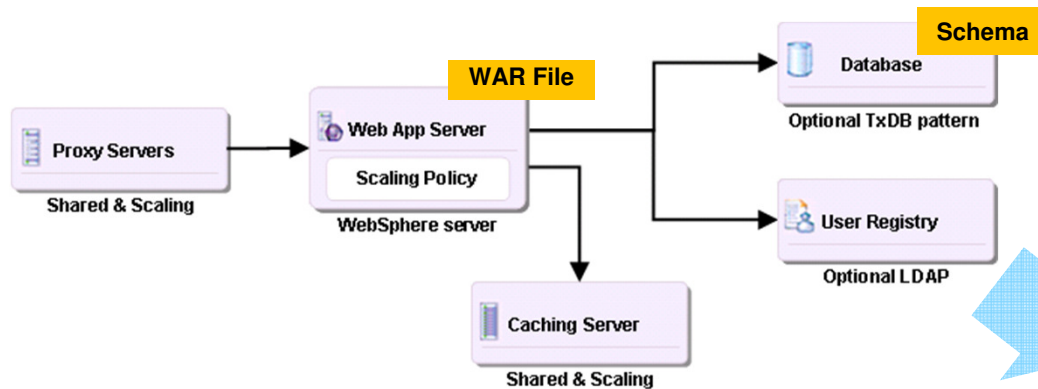 Schema
WAR File
Database
Optional TxDB pattern
Proxy Servers
Shared & Scaling
Web App Server
Scaling Policy
WebSphere server
User Registry
Optional LDAP
Caching Server
Shared & Scaling